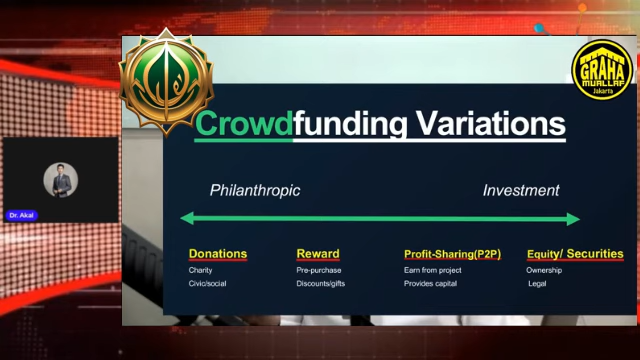 GRAHA
MUALLAF
Jakarta
Crowdfunding Variations
Philanthropic
Investment
Donations
Charity
Civic/social
Reward
Pre-purchase
Discounts/gifts
Profit-Sharing(P2P)
Earn from project
Provides capital
Equity/ Securities
Ownership
Legal
Dr. Akal